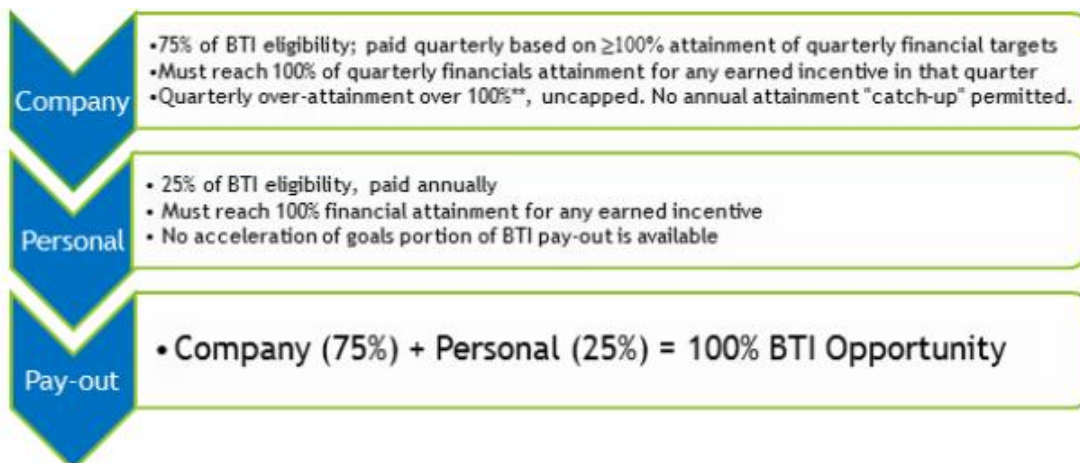 Company
•75% of BTI eligibility; paid quarterly based on ≥100% attainment of quarterly financial targets
•Must reach 100% of quarterly financials attainment for any earned incentive in that quarter
•Quarterly over-attainment over 100%**, uncapped. No annual attainment "catch-up" permitted.
Personal
• 25% of BTI eligibility, paid annually
• Must reach 100% financial attainment for any earned incentive
• No acceleration of goals portion of BTI pay-out is available
Pay-out
• Company (75%) + Personal (25%) = 100% BTI Opportunity